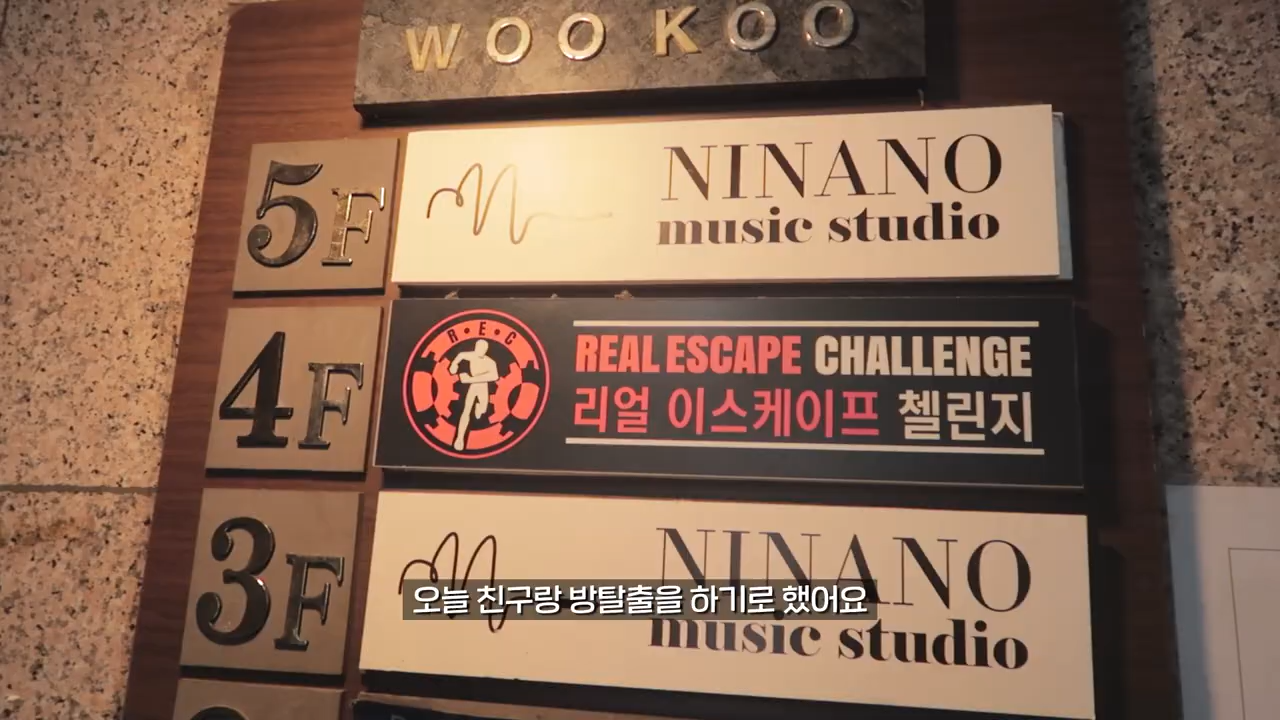 WOO KOO
5F
NINANO
music studio
4F
R•E•C
REAL ESCAPE CHALLENGE
리얼 이스케이프 첼린지
3F
NINANO
music studio
오늘 친구랑 방탈출을 하기로 했어요